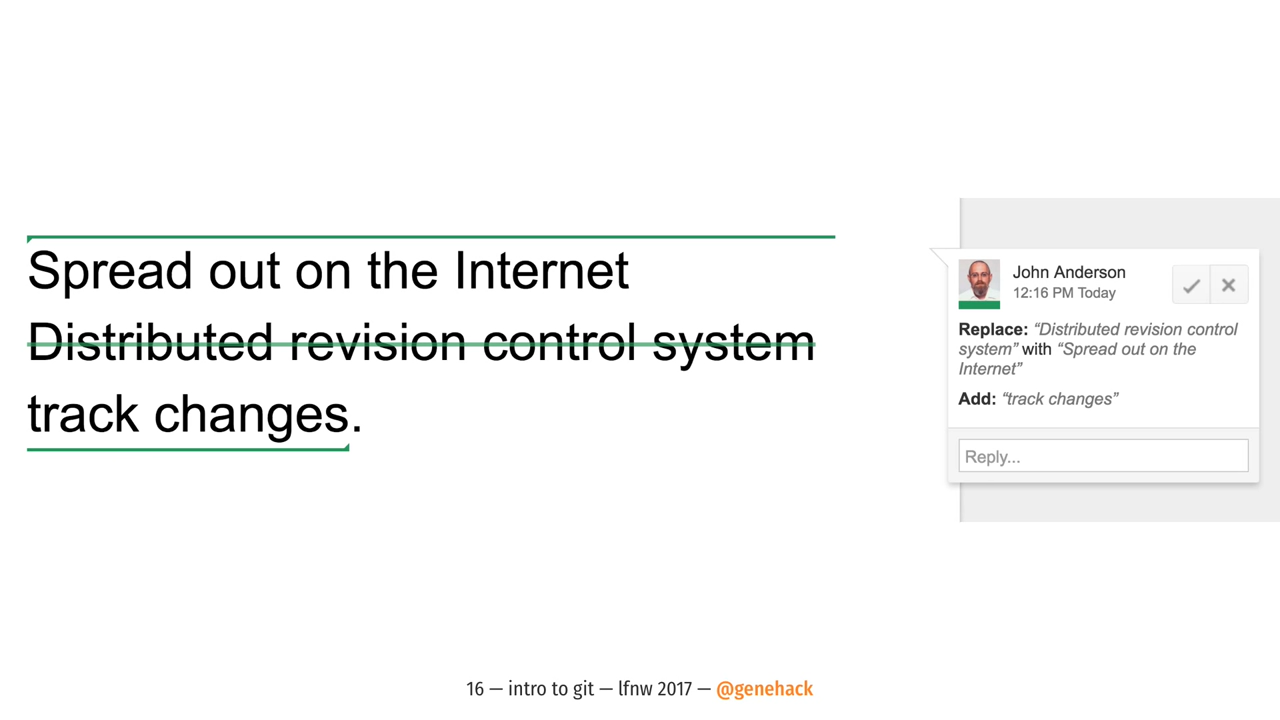 Spread out on the Internet
Distributed revision control system
track changes.
John Anderson
12:16 PM Today
Replace: “Distributed revision control
system” with “Spread out on the
Internet”
Add: “track changes”
Reply...
16 — intro to git — lfnw 2017 — @genehack